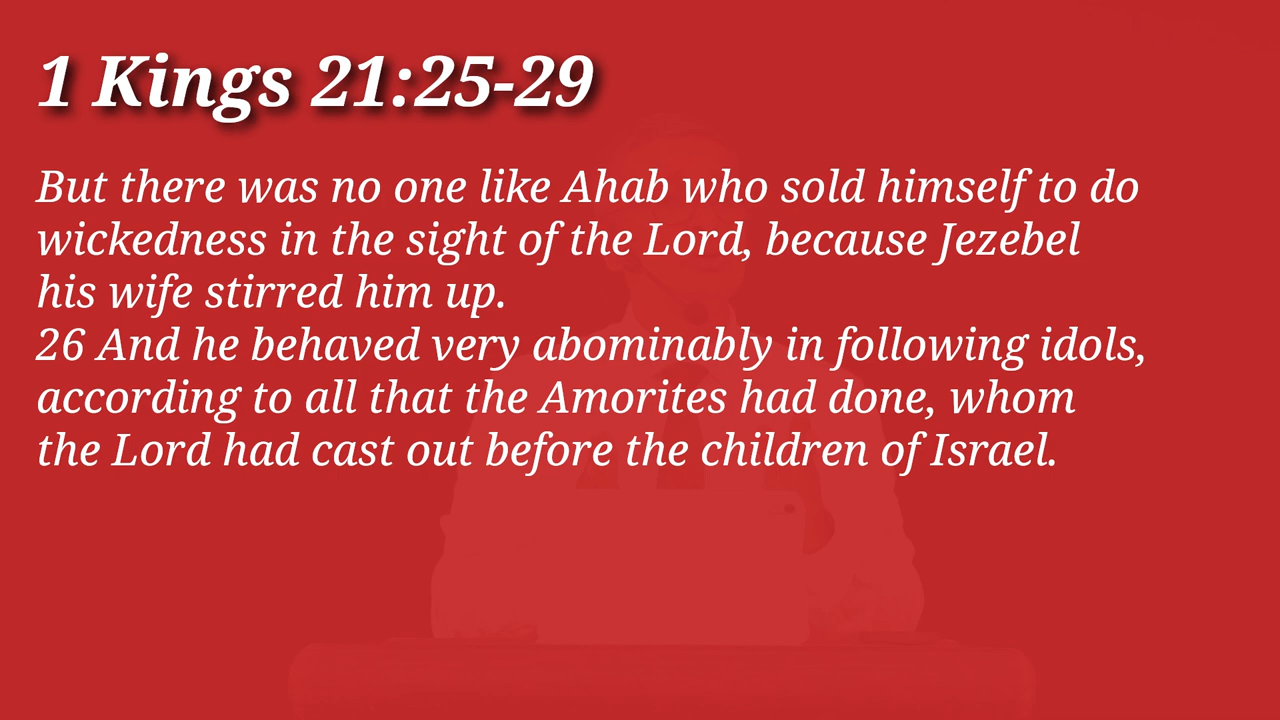 1 Kings 21:25-29
But there was no one like Ahab who sold himself to do
wickedness in the sight of the Lord, because Jezebel
his wife stirred him up.
26 And he behaved very abominably in following idols,
according to all that the Amorites had done, whom
the Lord had cast out before the children of Israel.